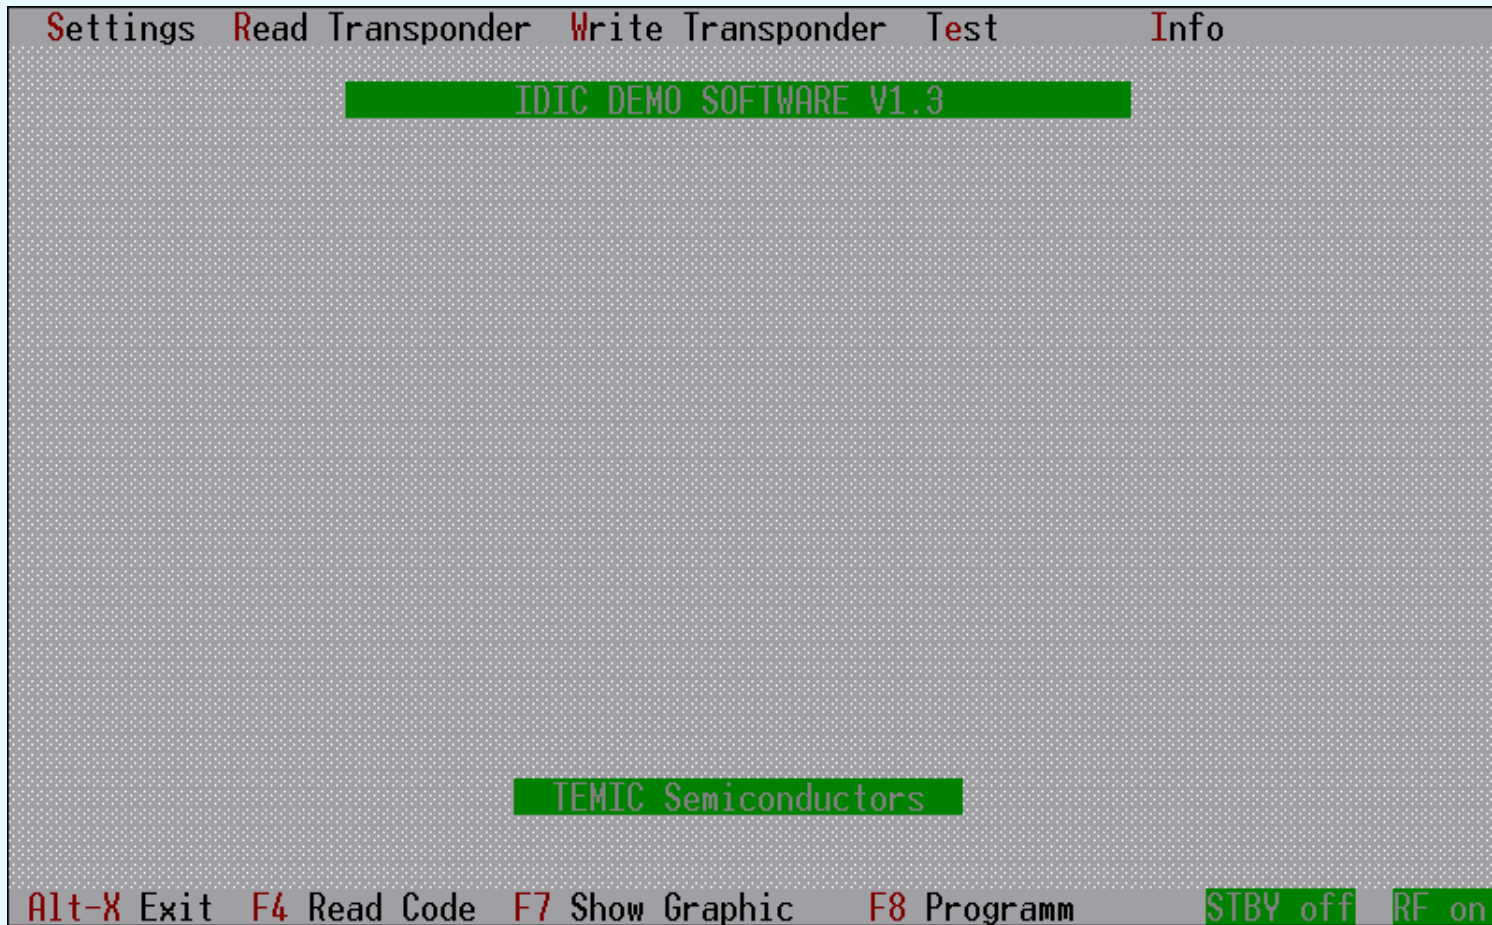 Settings Read Transponder Write Transponder Test Info
IDIC DEMO SOFTWARE V1.3
TEMIC Semiconductors
Alt-X Exit F4 Read Code F7 Show Graphic F8 Programm STBY off RF on